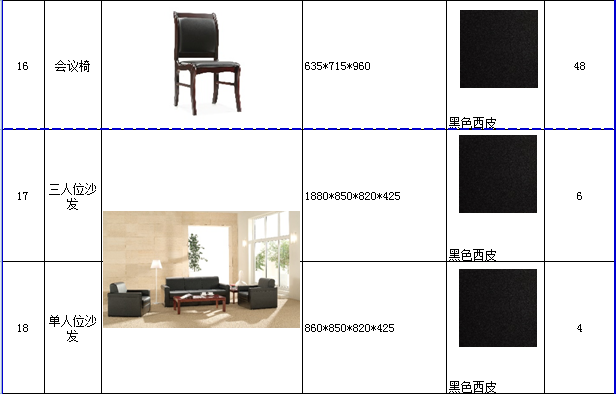 16
会议椅
635*715*960
黑色西皮
48
17
三人位沙
发
1880*850*820*425
黑色西皮
6
18
单人位沙
发
860*850*820*425
黑色西皮
4